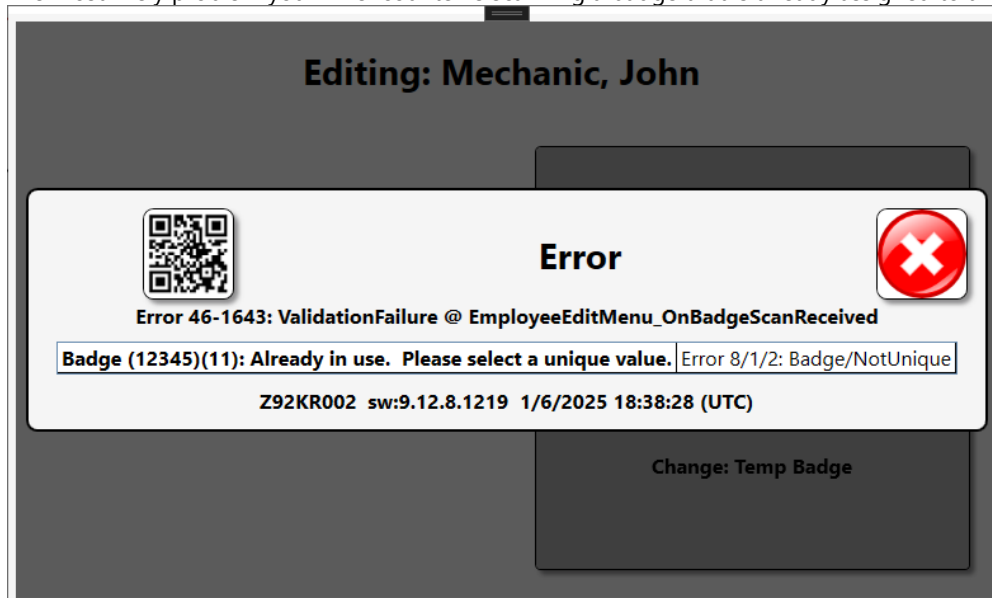 Editing: Mechanic, John
Error
Error 46-1643: ValidationFailure @ EmployeeEditMenu_OnBadgeScanReceived
Badge (12345)(11): Already in use.  Please select a unique value. Error 8/1/2: Badge/NotUnique
Z92KR002  sw:9.12.8.1219  1/6/2025 18:38:28 (UTC)
Change: Temp Badge